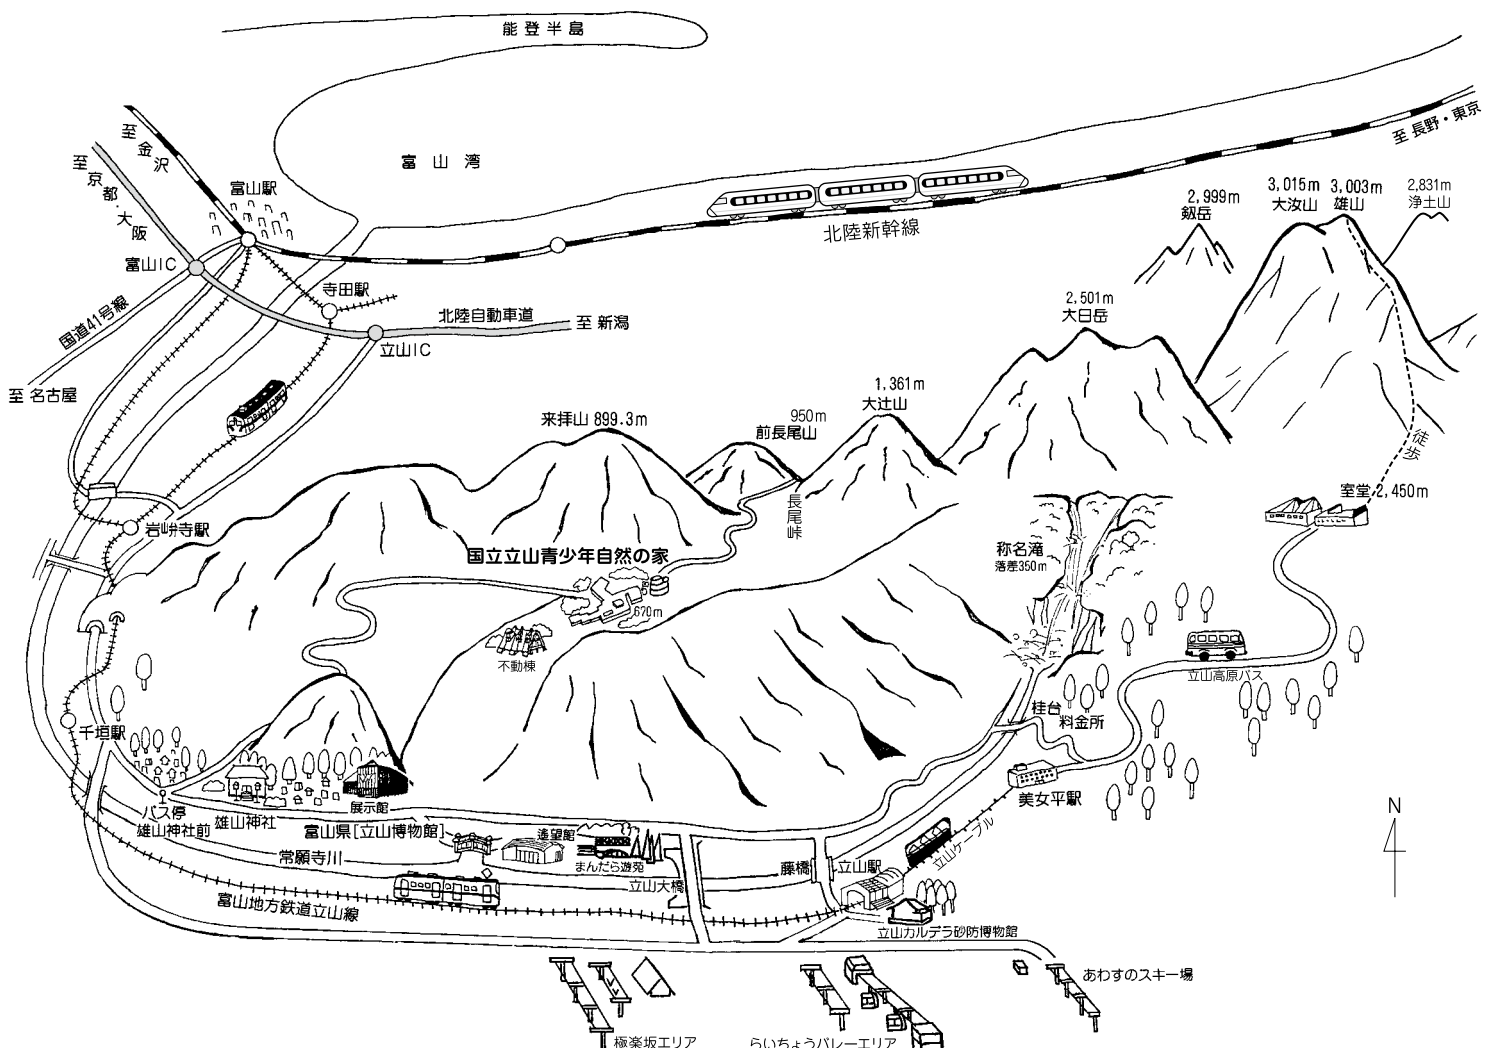 能登半島
富山湾
至金沢
至京都・大阪
富山駅
至長野・東京
北陸新幹線
富山IC
国道41号線
至 名古屋
寺田駅
北陸自動車道
至 新潟
立山IC
2,999m
剱岳
3,015m
大汝山
3,003m
雄山
2,831m
浄土山
2,501m
大日岳
1,361m
大辻山
950m
前長尾山
来拝山 899.3m
長尾峠
徒歩
室堂 2,450m
岩峅寺駅
国立立山青少年自然の家
620m
不動棟
称名滝
落差350m
立山高原バス
桂台
料金所
美女平駅
千垣駅
バス停
雄山神社前
雄山神社
展示館
富山県[立山博物館]
遙望館
まんだら遊苑
常願寺川
立山大橋
藤橋
立山駅
立山ケーブル
富山地方鉄道立山線
立山カルデラ砂防博物館
N
あわすのスキー場
極楽坂エリア
らいちょうバレーエリア